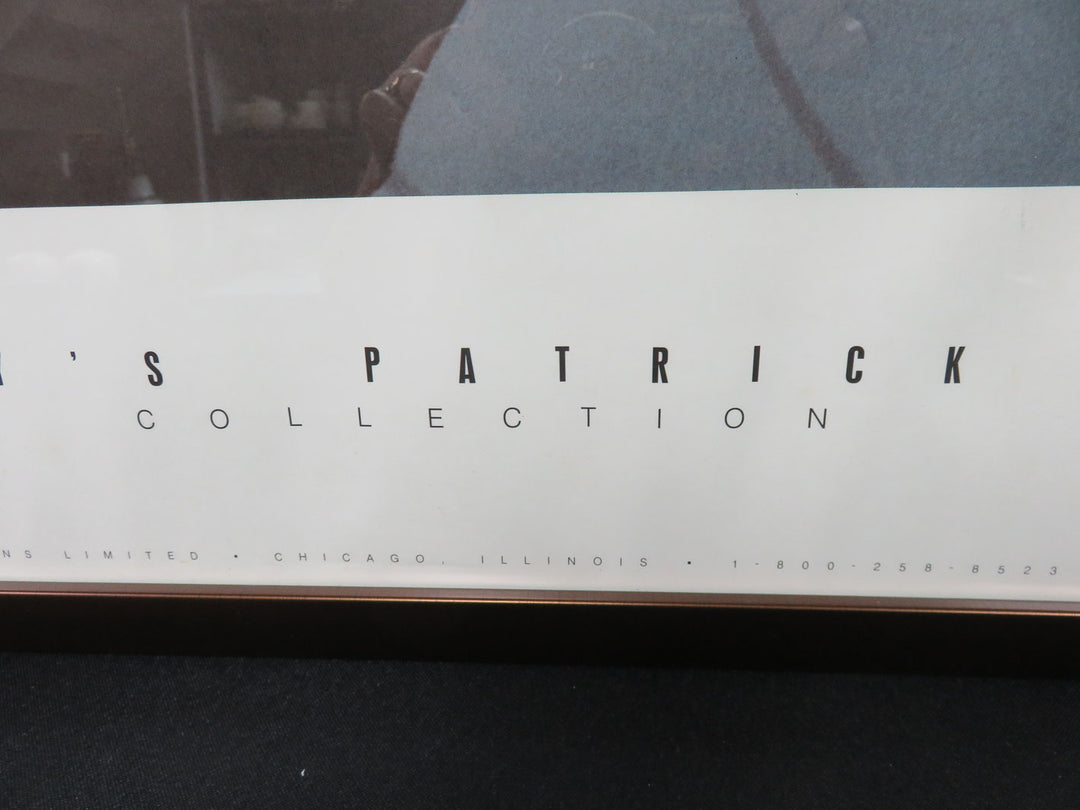 'S PATRICK
COLLECTION
NS LIMITED • CHICAGO, ILLINOIS • 1-800-258-8523